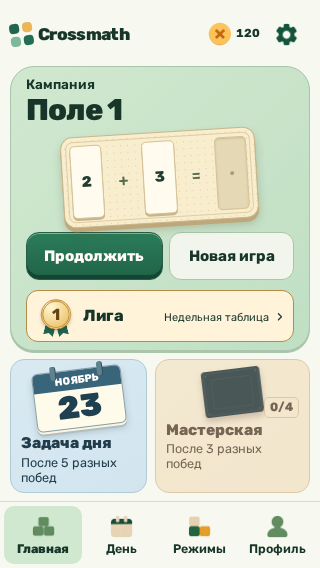 Crossmath
120
Кампания
Поле 1
2 + 3 =
Продолжить
Новая игра
1
Лига
Недельная таблица
НОЯБРЬ
23
Задача дня
После 5 разных
побед
0/4
Мастерская
После 3 разных
побед
Главная
День
Режимы
Профиль